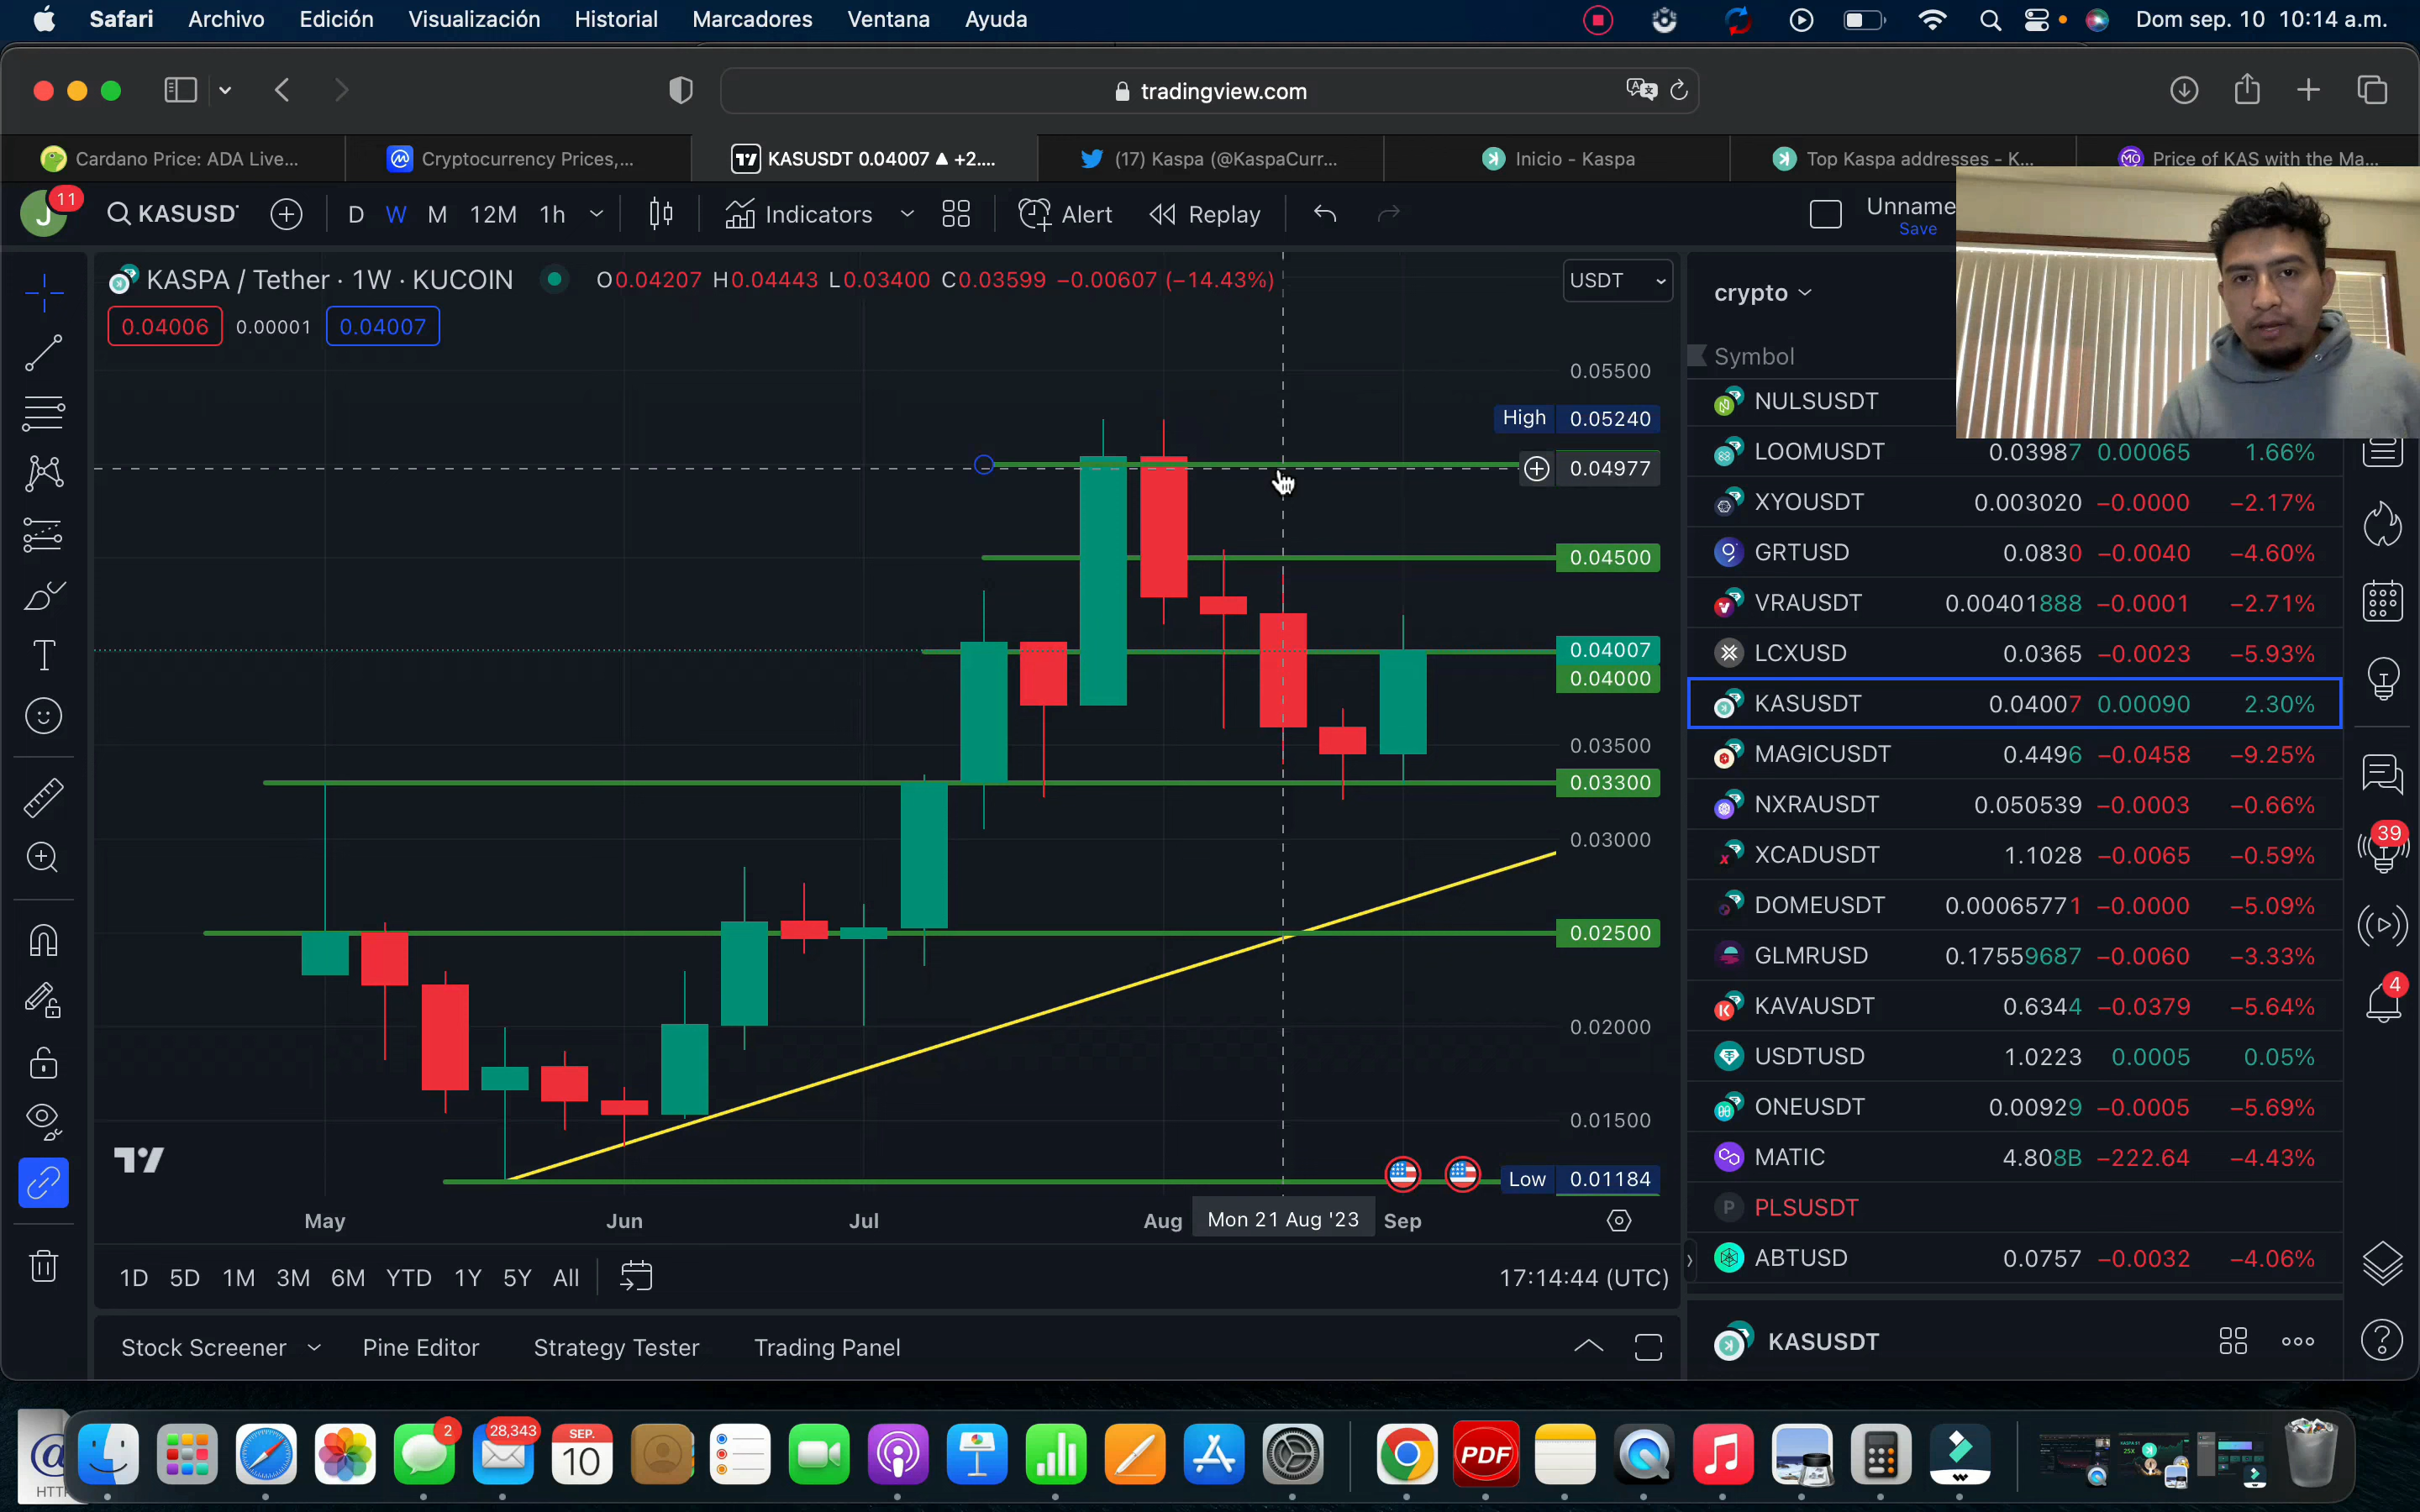 Safari Archivo Edición Visualización Historial Marcadores Ventana Ayuda Dom sep. 10 10:14 a.m.
tradingview.com
Cardano Price: ADA Live... Cryptocurrency Prices,... KASUSDT 0.04007 ▲ +2.... (17) Kaspa (@KaspaCurr... Inicio - Kaspa Top Kaspa addresses - K... Price of KAS with the Ma...
J 11 KASUSDT D W M 12M 1h Indicators Alert Replay Unname
Save
KASPA / Tether · 1W · KUCOIN O0.04207 H0.04443 L0.03400 C0.03599 −0.00607 (−14.43%) USDT
0.04006 0.00001 0.04007
crypto
Symbol
0.05500
High 0.05240
0.04977
0.04500
0.04007
0.04000
0.03500
0.03300
0.03000
0.02500
0.02000
0.01500
Low 0.01184
May Jun Jul Aug Mon 21 Aug '23 Sep
1D 5D 1M 3M 6M YTD 1Y 5Y All 17:14:44 (UTC)
Stock Screener Pine Editor Strategy Tester Trading Panel
NULSUSDT
LOOMUSDT 0.03987 0.00065 1.66%
XYOUSDT 0.003020 −0.0000 −2.17%
GRTUSD 0.0830 −0.0040 −4.60%
VRAUSDT 0.00401888 −0.0001 −2.71%
LCXUSD 0.0365 −0.0023 −5.93%
KASUSDT 0.04007 0.00090 2.30%
MAGICUSDT 0.4496 −0.0458 −9.25%
NXRAUSDT 0.050539 −0.0003 −0.66%
XCADUSDT 1.1028 −0.0065 −0.59%
DOMEUSDT 0.00065771 −0.0000 −5.09%
GLMRUSD 0.17559687 −0.0060 −3.33%
KAVAUSDT 0.6344 −0.0379 −5.64%
USDTUSD 1.0223 0.0005 0.05%
ONEUSDT 0.00929 −0.0005 −5.69%
MATIC 4.808B −222.64 −4.43%
P PLSUSDT
ABTUSD 0.0757 −0.0032 −4.06%
KASUSDT
39
4
2
28,343
SEP.
10
PDF